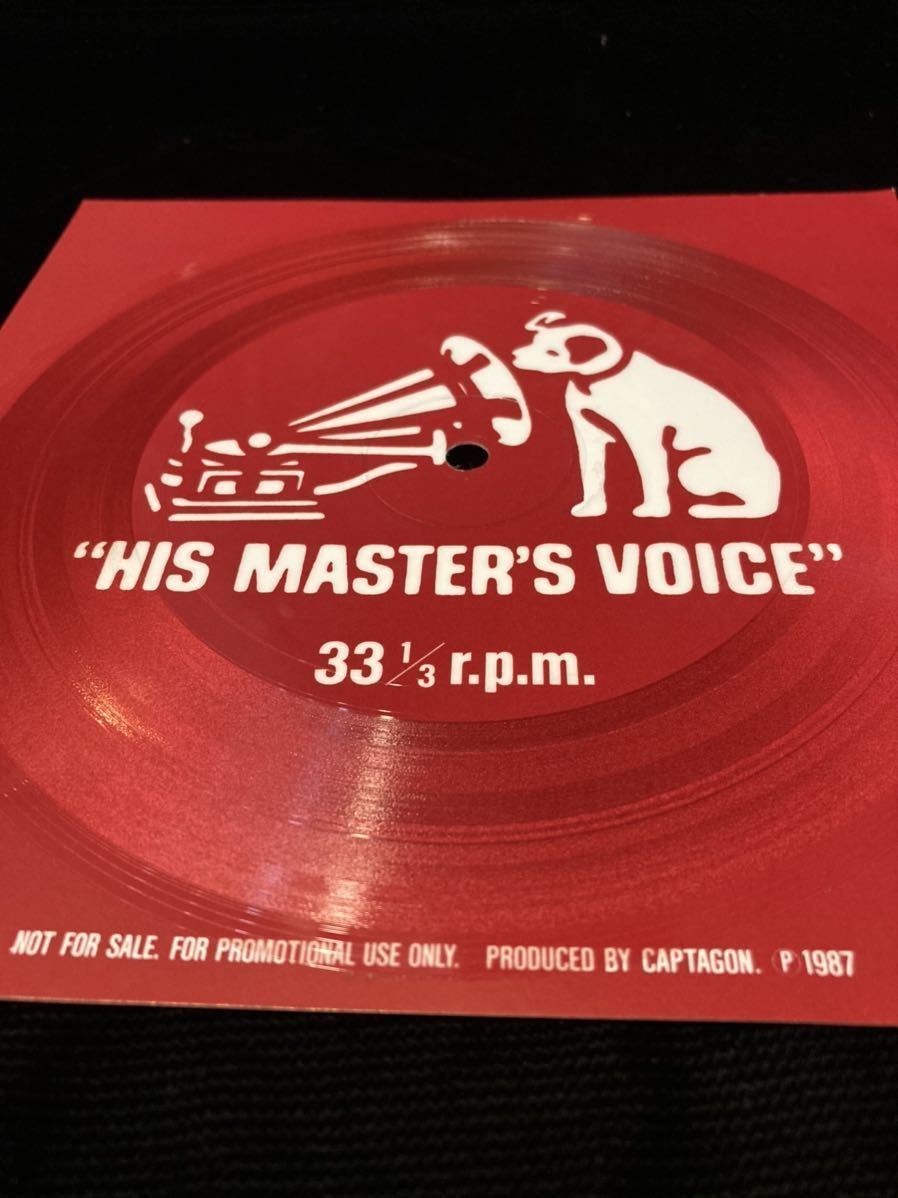 “HIS MASTER’S VOICE”
33 1/3 r.p.m.
NOT FOR SALE. FOR PROMOTIONAL USE ONLY. PRODUCED BY CAPTAGON. Ⓟ 1987